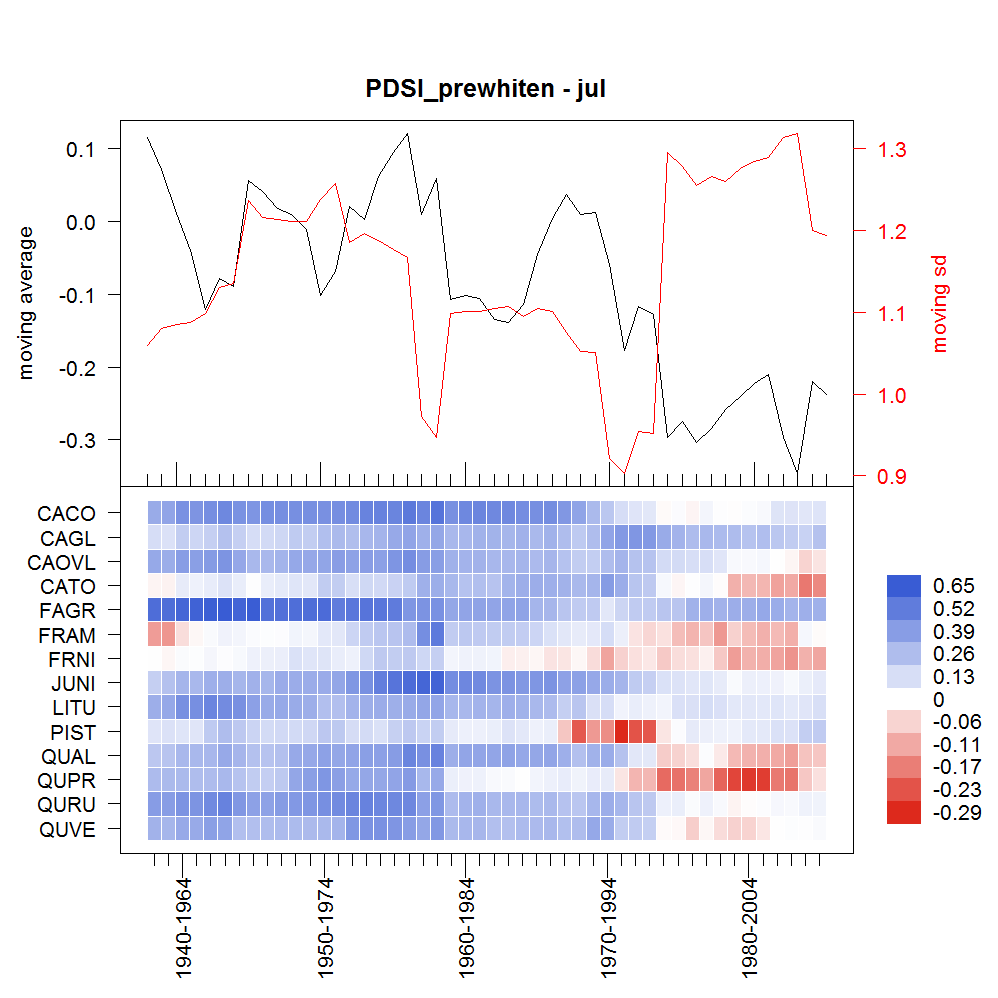 PDSI_prewhiten - jul
moving average
0.1
0.0
-0.1
-0.2
-0.3
1.3
1.2
1.1
1.0
0.9
moving sd
CACO
CAGL
CAOVL
CATO
FAGR
FRAM
FRNI
JUNI
LITU
PIST
QUAL
QUPR
QURU
QUVE
0.65
0.52
0.39
0.26
0.13
0
-0.06
-0.11
-0.17
-0.23
-0.29
1940-1964
1950-1974
1960-1984
1970-1994
1980-2004